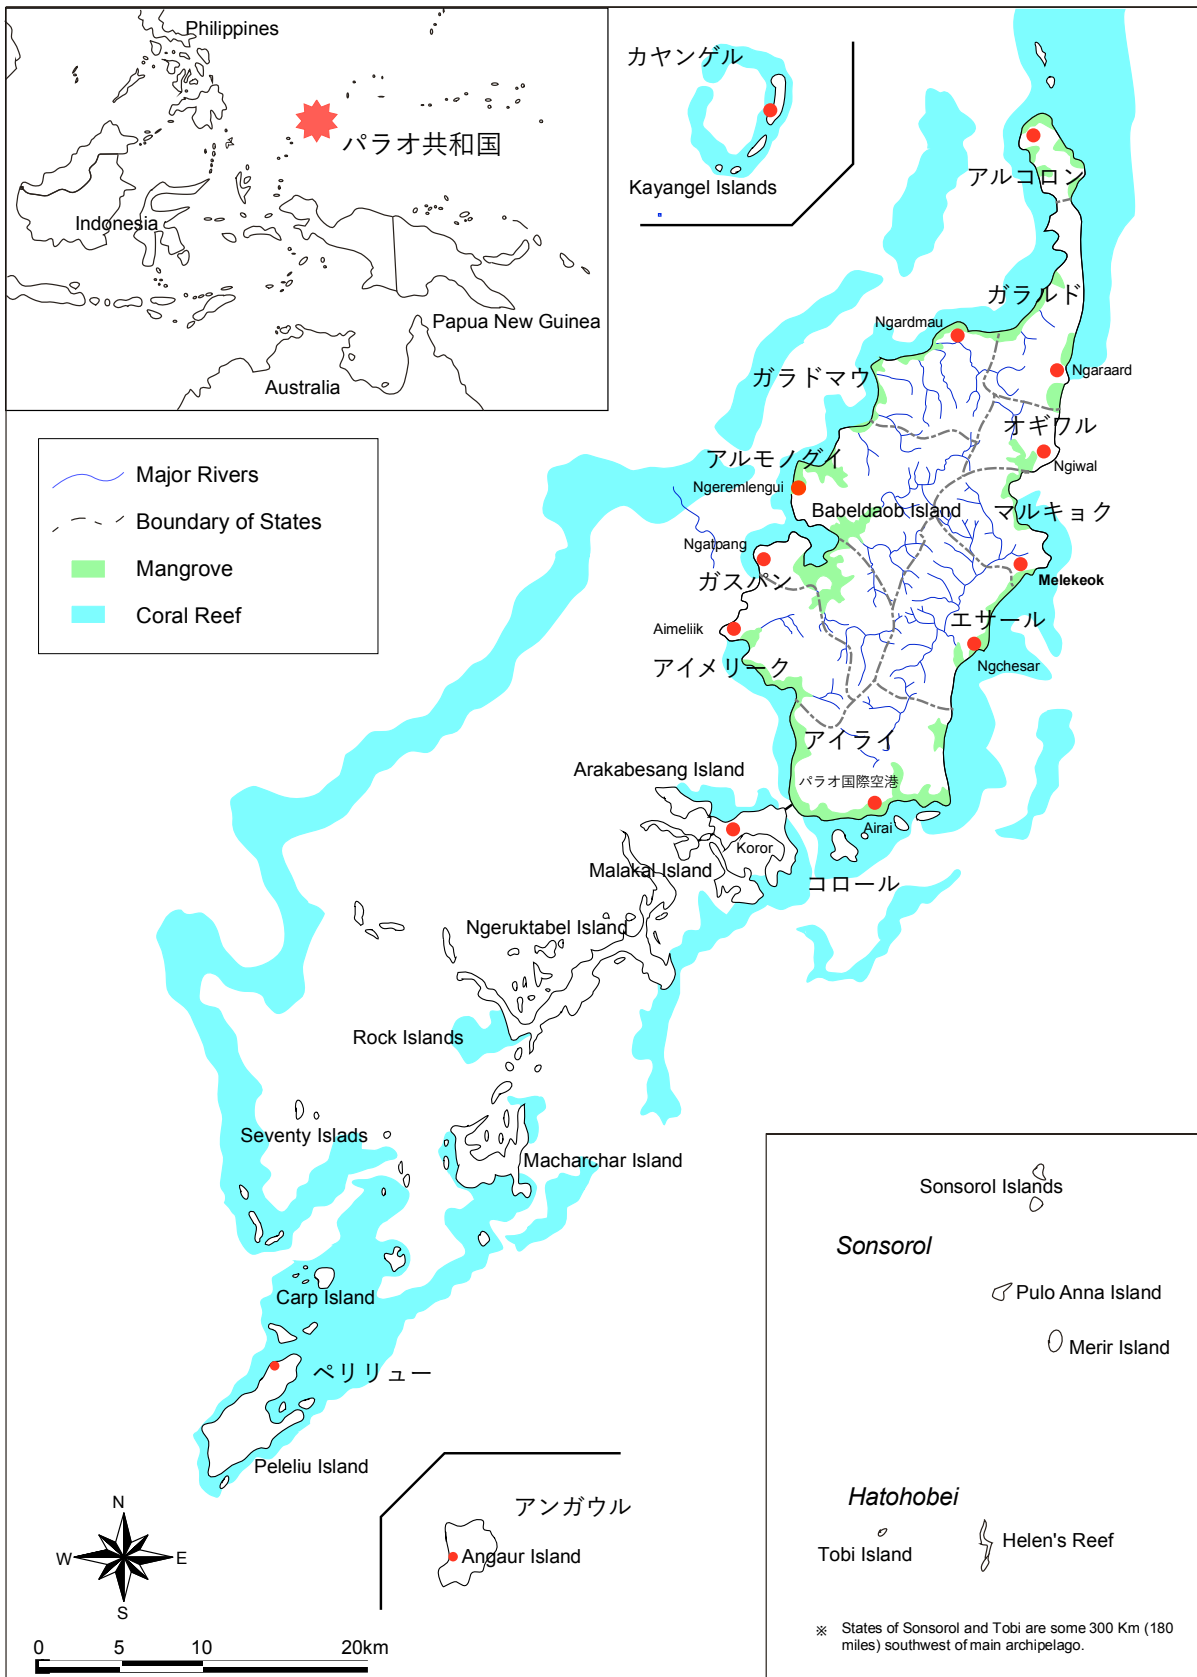 Philippines
パラオ共和国
Indonesia
Papua New Guinea
Australia
Major Rivers
Boundary of States
Mangrove
Coral Reef
カヤンゲル
Kayangel Islands
アルコロン
ガラルド
Ngardmau
Ngaraard
ガラドマウ
オギワル
Ngiwal
アルモノグイ
Ngeremlengui
Babeldaob Island
マルキョク
Ngatpang
ガスパン
Melekeok
エサール
Aimeliik
アイメリーク
Ngchesar
アイライ
Arakabesang Island
パラオ国際空港
Airai
Koror
Malakal Island
コロール
Ngeruktabel Island
Rock Islands
Seventy Islads
Macharchar Island
Carp Island
ペリリュー
Peleliu Island
アンガウル
Angaur Island
Sonsorol Islands
Sonsorol
Pulo Anna Island
Merir Island
Hatohobei
Tobi Island
Helen's Reef
※ States of Sonsorol and Tobi are some 300 Km (180
miles) southwest of main archipelago.
N
W E
S
0 5 10 20km